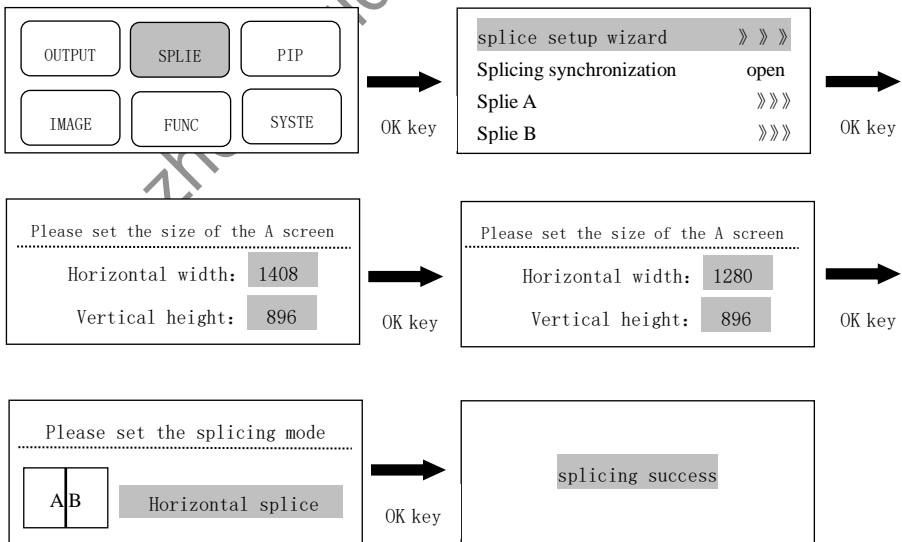 OUTPUT SPLIE PIP
IMAGE FUNC SYSTE
OK key
splice setup wizard 》 》 》
Splicing synchronization open
Splie A 》》》
Splie B 》》》
OK key
Please set the size of the A screen
Horizontal width: 1408
Vertical height: 896
OK key
Please set the size of the A screen
Horizontal width: 1280
Vertical height: 896
OK key
Please set the splicing mode
A B Horizontal splice
OK key
splicing success